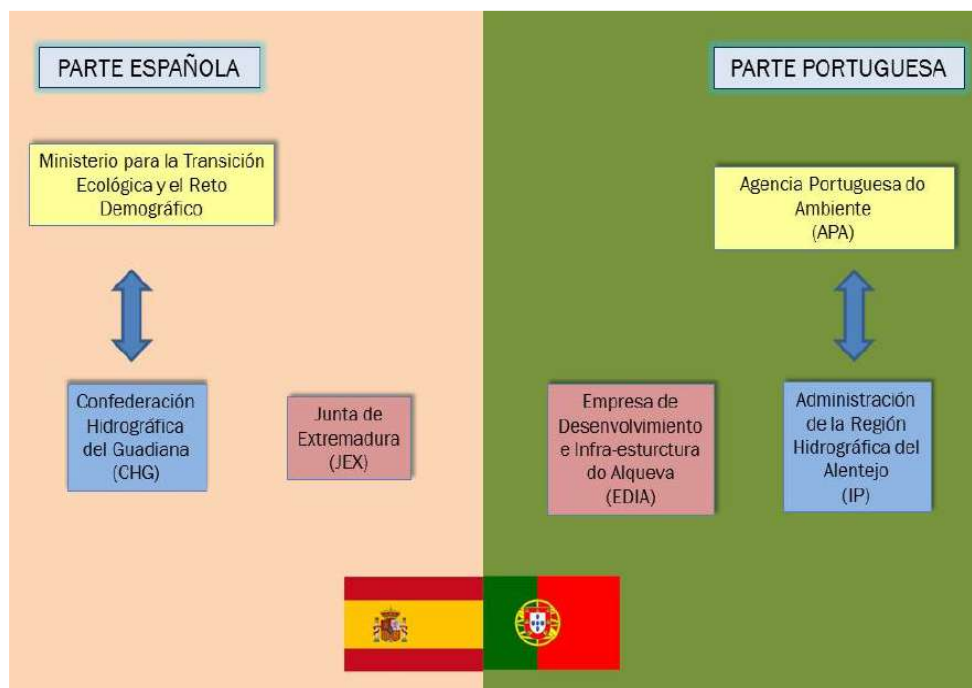 PARTE ESPAÑOLA
PARTE PORTUGUESA
Ministerio para la Transición
Ecológica y el Reto
Demográfico
Agencia Portuguesa do
Ambiente
(APA)
Confederación
Hidrográfica
del Guadiana
(CHG)
Junta de
Extremadura
(JEX)
Empresa de
Desenvolvimiento
e Infra-esturctura
do Alqueva
(EDIA)
Administración
de la Región
Hidrográfica del
Alentejo
(IP)